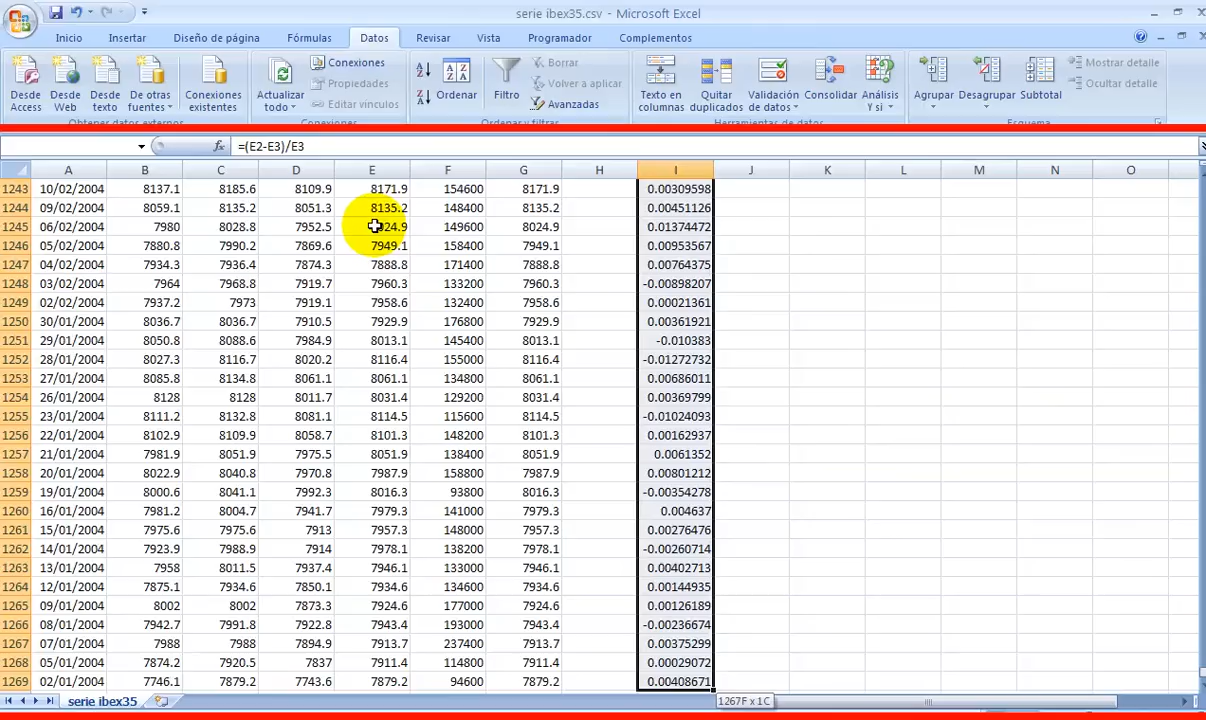 serie ibex35.csv - Microsoft Excel
Inicio Insertar Diseño de página Fórmulas Datos Revisar Vista Programador Complementos
Desde Access
Desde Web
Desde texto
De otras fuentes
Conexiones existentes
Obtener datos externos
Actualizar todo
Conexiones
Propiedades
Editar vínculos
Conexiones
Ordenar
Filtro
Borrar
Volver a aplicar
Avanzadas
Ordenar y filtrar
Texto en columnas
Quitar duplicados
Validación de datos
Consolidar
Análisis Y si
Herramientas de datos
Agrupar
Desagrupar
Subtotal
Mostrar detalle
Ocultar detalle
Esquema
fx =(E2-E3)/E3
A B C D E F G H I J K L M N O
1243 10/02/2004 8137.1 8185.6 8109.9 8171.9 154600 8171.9 0.00309598
1244 09/02/2004 8059.1 8135.2 8051.3 8135.2 148400 8135.2 0.00451126
1245 06/02/2004 7980 8028.8 7952.5 24.9 149600 8024.9 0.01374472
1246 05/02/2004 7880.8 7990.2 7869.6 7949.1 158400 7949.1 0.00953567
1247 04/02/2004 7934.3 7936.4 7874.3 7888.8 171400 7888.8 0.00764375
1248 03/02/2004 7964 7968.8 7919.7 7960.3 133200 7960.3 -0.00898207
1249 02/02/2004 7937.2 7973 7919.1 7958.6 132400 7958.6 0.00021361
1250 30/01/2004 8036.7 8036.7 7910.5 7929.9 176800 7929.9 0.00361921
1251 29/01/2004 8050.8 8088.6 7984.9 8013.1 145400 8013.1 -0.010383
1252 28/01/2004 8027.3 8116.7 8020.2 8116.4 155000 8116.4 -0.01272732
1253 27/01/2004 8085.8 8134.8 8061.1 8061.1 134800 8061.1 0.00686011
1254 26/01/2004 8128 8128 8011.7 8031.4 129200 8031.4 0.00369799
1255 23/01/2004 8111.2 8132.8 8081.1 8114.5 115600 8114.5 -0.01024093
1256 22/01/2004 8102.9 8109.9 8058.7 8101.3 148200 8101.3 0.00162937
1257 21/01/2004 7981.9 8051.9 7975.5 8051.9 138400 8051.9 0.0061352
1258 20/01/2004 8022.9 8040.8 7970.8 7987.9 158800 7987.9 0.00801212
1259 19/01/2004 8000.6 8041.1 7992.3 8016.3 93800 8016.3 -0.00354278
1260 16/01/2004 7981.2 8004.7 7941.7 7979.3 141000 7979.3 0.004637
1261 15/01/2004 7975.6 7975.6 7913 7957.3 148000 7957.3 0.00276476
1262 14/01/2004 7923.9 7988.9 7914 7978.1 138200 7978.1 -0.00260714
1263 13/01/2004 7958 8011.5 7937.4 7946.1 133000 7946.1 0.00402713
1264 12/01/2004 7875.1 7934.6 7850.1 7934.6 134600 7934.6 0.00144935
1265 09/01/2004 8002 8002 7873.3 7924.6 177000 7924.6 0.00126189
1266 08/01/2004 7942.7 7991.8 7922.8 7943.4 193000 7943.4 -0.00236674
1267 07/01/2004 7988 7988 7894.9 7913.7 237400 7913.7 0.00375299
1268 05/01/2004 7874.2 7920.5 7837 7911.4 114800 7911.4 0.00029072
1269 02/01/2004 7746.1 7879.2 7743.6 7879.2 94600 7879.2 0.00408671
serie ibex35
1267F x 1C